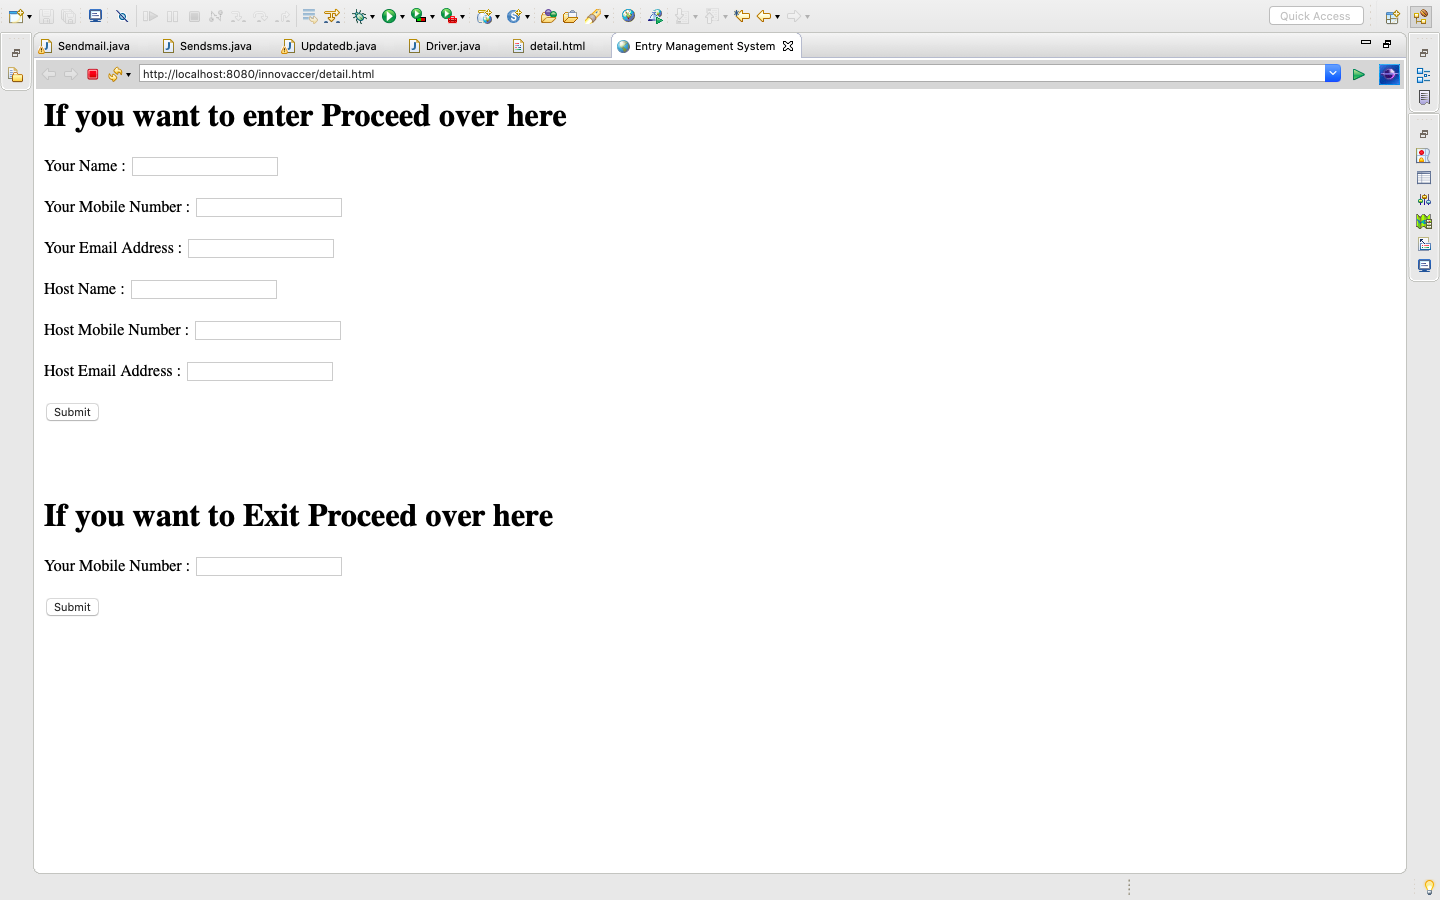 Quick Access
Sendmail.java Sendsms.java Updatedb.java Driver.java detail.html Entry Management System
http://localhost:8080/innovaccer/detail.html
If you want to enter Proceed over here
Your Name :
Your Mobile Number :
Your Email Address :
Host Name :
Host Mobile Number :
Host Email Address :
Submit
If you want to Exit Proceed over here
Your Mobile Number :
Submit